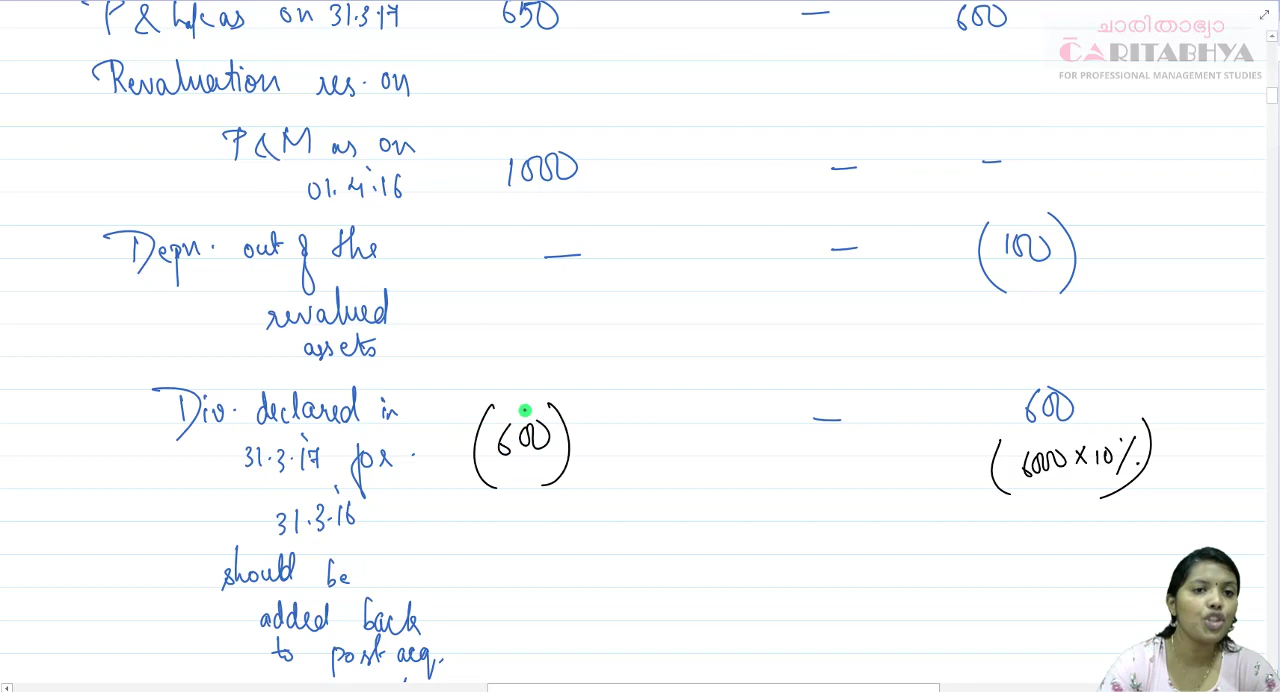 P & L a/c as on 31.3.17 650 — 600
ചാരിതാഭ്യാ
CARITABHYA
FOR PROFESSIONAL MANAGEMENT STUDIES
Revaluation res. on
P & M as on 1000 — —
01.4.16
Depn. out of the — — (100)
revalued
assets
Div. declared in (600) — 600
31.3.17 for (6000 × 10%)
31.3.16
should be
added back
to post acq.